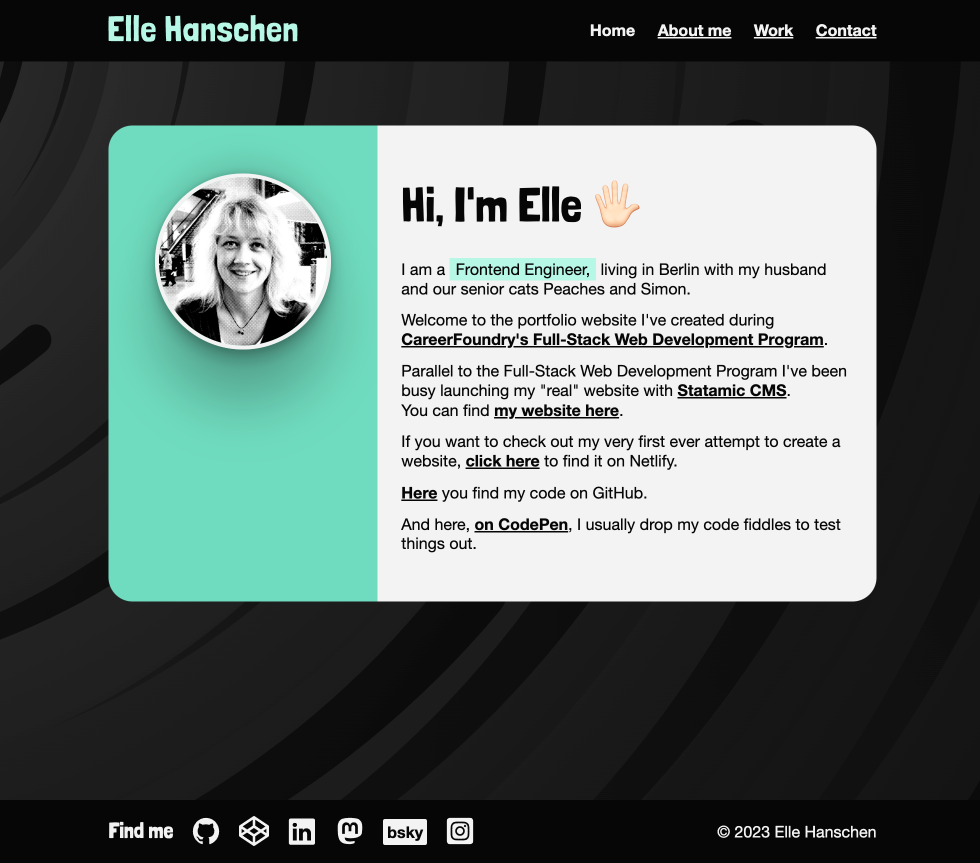 Elle Hanschen
Home About me Work Contact
Hi, I'm Elle 🖐🏻
I am a Frontend Engineer, living in Berlin with my husband
and our senior cats Peaches and Simon.
Welcome to the portfolio website I've created during
CareerFoundry's Full-Stack Web Development Program.
Parallel to the Full-Stack Web Development Program I've been
busy launching my "real" website with Statamic CMS.
You can find my website here.
If you want to check out my very first ever attempt to create a
website, click here to find it on Netlify.
Here you find my code on GitHub.
And here, on CodePen, I usually drop my code fiddles to test
things out.
Find me
in
bsky
© 2023 Elle Hanschen